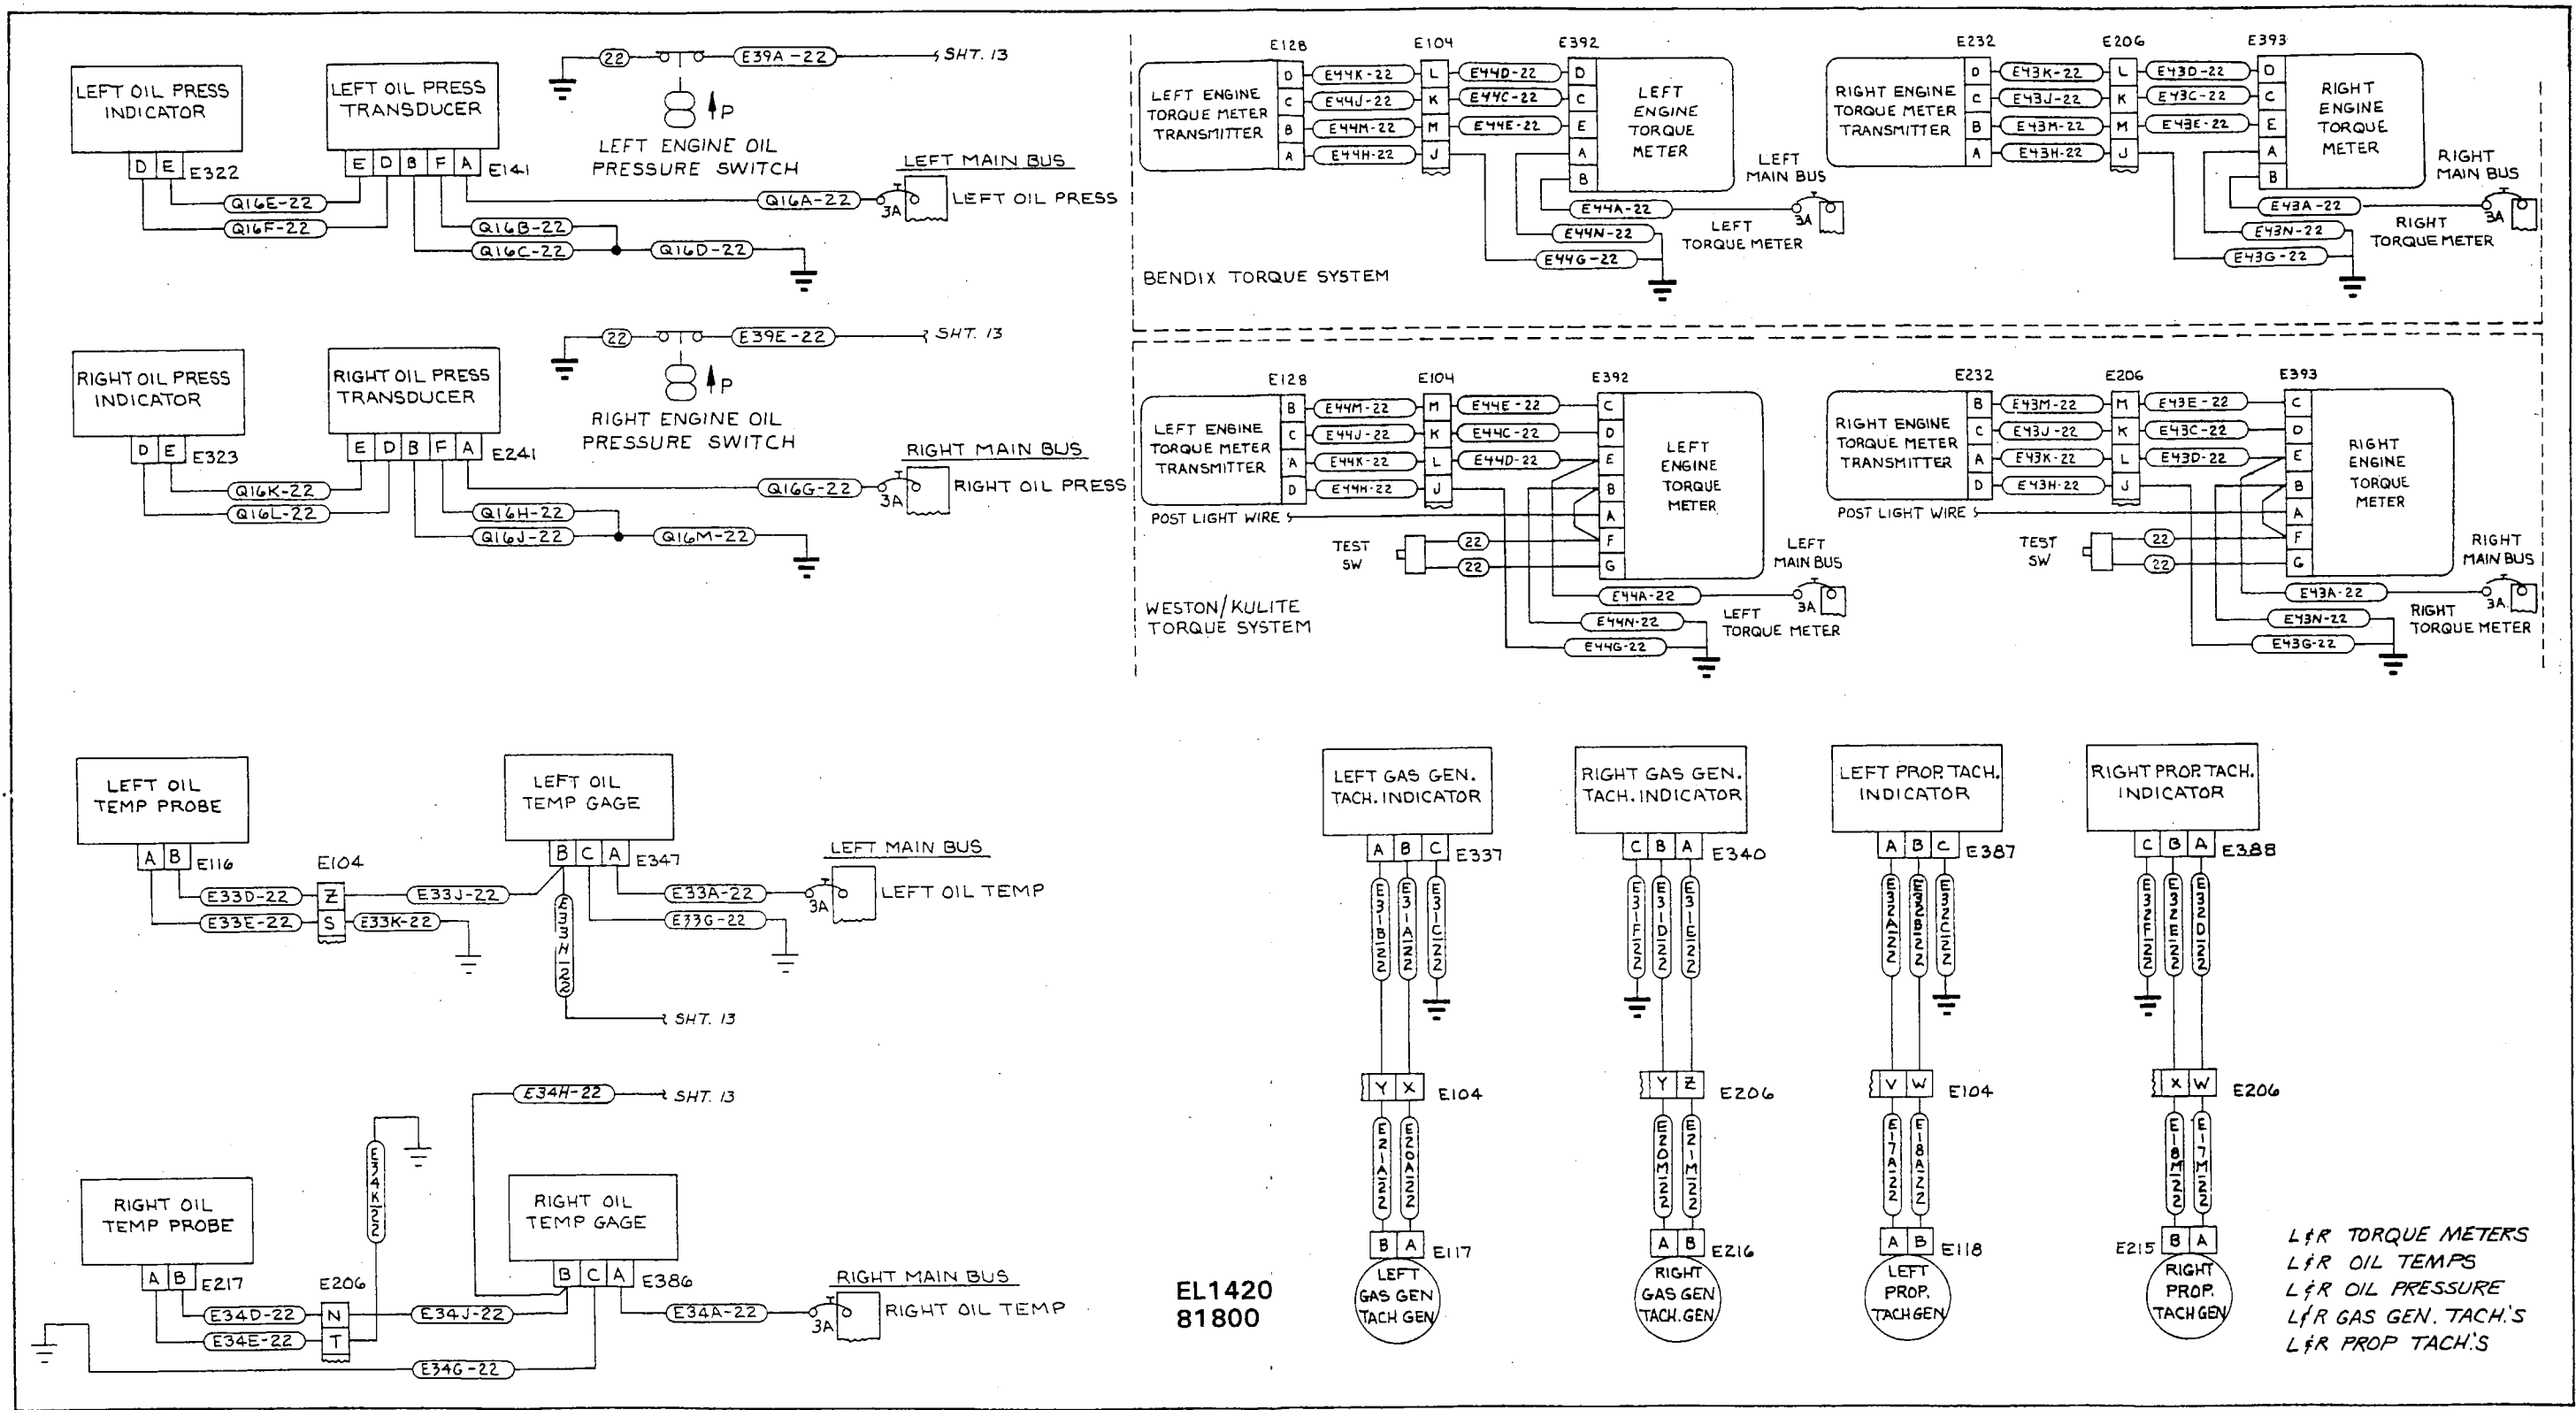 LEFT OIL PRESS
INDICATOR
D E E322
LEFT OIL PRESS
TRANSDUCER
E D B F A E141
22 E39A-22 SHT. 13
P
LEFT ENGINE OIL
PRESSURE SWITCH
LEFT MAIN BUS
Q16E-22
Q16F-22
Q16A-22 3A LEFT OIL PRESS
Q16B-22
Q16C-22 Q16D-22
RIGHT OIL PRESS
INDICATOR
D E E323
RIGHT OIL PRESS
TRANSDUCER
E D B F A E241
22 E39E-22 SHT. 13
P
RIGHT ENGINE OIL
PRESSURE SWITCH
RIGHT MAIN BUS
Q16K-22
Q16L-22
Q16G-22 3A RIGHT OIL PRESS
Q16H-22
Q16J-22 Q16M-22
E128 E104 E392
LEFT ENGINE
TORQUE METER
TRANSMITTER
D E44K-22 L E44D-22 D
C E44J-22 K E44C-22 C
B E44M-22 M E44E-22 E
A E44H-22 J A
B
LEFT
ENGINE
TORQUE
METER
LEFT
MAIN BUS
E44A-22 3A
E44N-22
E44G-22
LEFT
TORQUE METER
BENDIX TORQUE SYSTEM
E232 E206 E393
RIGHT ENGINE
TORQUE METER
TRANSMITTER
D E43K-22 L E43D-22 D
C E43J-22 K E43C-22 C
B E43M-22 M E43E-22 E
A E43H-22 J A
B
RIGHT
ENGINE
TORQUE
METER
RIGHT
MAIN BUS
E43A-22 3A
E43N-22
E43G-22
RIGHT
TORQUE METER
E128 E104 E392
LEFT ENGINE
TORQUE METER
TRANSMITTER
B E44M-22 M E44E-22 C
C E44J-22 K E44C-22 D
A E44K-22 L E44D-22 E
D E44H-22 J B
POST LIGHT WIRE A
TEST
SW
22 F
22 G
LEFT
ENGINE
TORQUE
METER
LEFT
MAIN BUS
E44A-22 3A
E44N-22
E44G-22
LEFT
TORQUE METER
WESTON/KULITE
TORQUE SYSTEM
E232 E206 E393
RIGHT ENGINE
TORQUE METER
TRANSMITTER
B E43M-22 M E43E-22 C
C E43J-22 K E43C-22 D
A E43K-22 L E43D-22 E
D E43H-22 J B
POST LIGHT WIRE A
TEST
SW
22 F
22 G
RIGHT
ENGINE
TORQUE
METER
RIGHT
MAIN BUS
E43A-22 3A
E43N-22
E43G-22
RIGHT
TORQUE METER
LEFT OIL
TEMP PROBE
A B E116
E104
LEFT OIL
TEMP GAGE
B C A E347
LEFT MAIN BUS
E33D-22 Z E33J-22
E33E-22 S E33K-22
E33A-22 3A LEFT OIL TEMP
E33G-22
E33H-22
SHT. 13
E34H-22 SHT. 13
E34K-22
RIGHT OIL
TEMP PROBE
A B E217
E206
RIGHT OIL
TEMP GAGE
B C A E386
RIGHT MAIN BUS
E34D-22 N E34J-22
E34E-22 T
E34A-22 3A RIGHT OIL TEMP
E34G-22
LEFT GAS GEN.
TACH. INDICATOR
A B C E337
E31B-22 E31A-22 E31C-22
Y X E104
E21A-22 E20A-22
B A E117
LEFT
GAS GEN
TACH GEN
RIGHT GAS GEN.
TACH. INDICATOR
C B A E340
E31F-22 E31D-22 E31E-22
Y Z E206
E20M-22 E21M-22
A B E216
RIGHT
GAS GEN
TACH. GEN
LEFT PROP. TACH.
INDICATOR
A B C E387
E32A-22 E32B-22 E32C-22
V W E104
E17A-22 E18A-22
A B E118
LEFT
PROP.
TACH GEN
RIGHT PROP. TACH.
INDICATOR
C B A E388
E32F-22 E32E-22 E32D-22
X W E206
E18M-22 E17M-22
E215 B A
RIGHT
PROP.
TACH GEN
EL1420
81800
L&R TORQUE METERS
L&R OIL TEMPS
L&R OIL PRESSURE
L&R GAS GEN. TACH.'S
L&R PROP TACH.'S